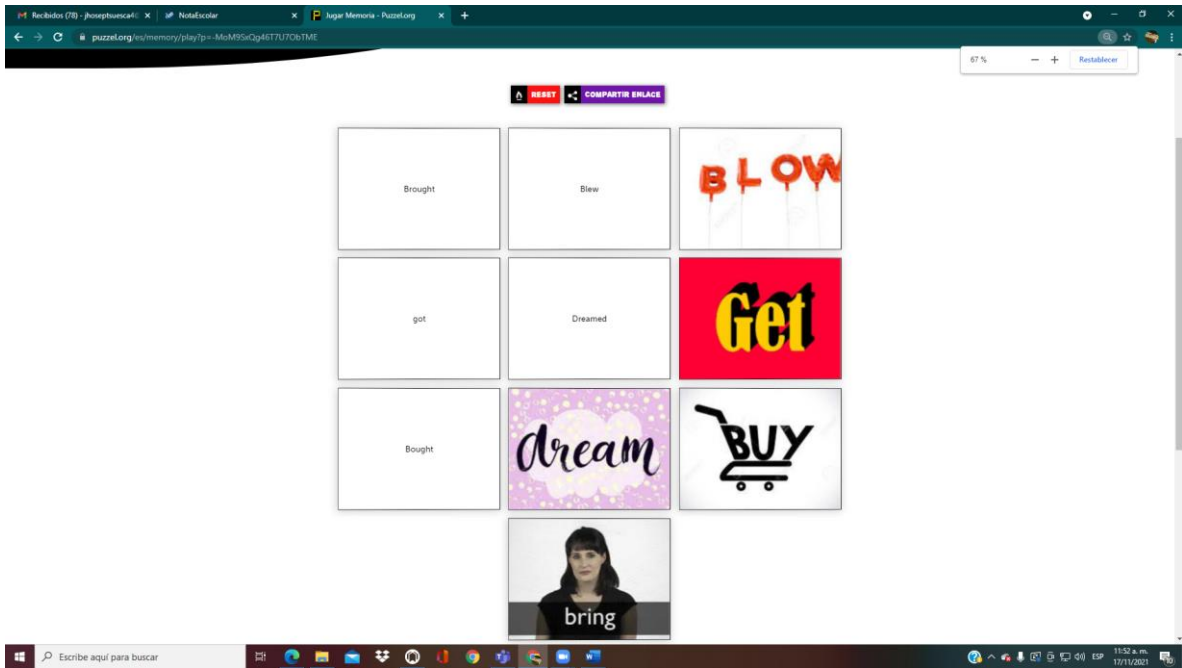 Recibidos (78) - jhoseptsuesca46
NotaEscolar
Jugar Memoria - Puzzel.org
puzzel.org/es/memory/play?p=-MoM9SxQg46T7U7ObTME
67 %
Restablecer
RESET
COMPARTIR ENLACE
Brought
Blew
BLOW
got
Dreamed
Get
Bought
dream
BUY
bring
Escribe aquí para buscar
ESP
11:52 a. m.
17/11/2021